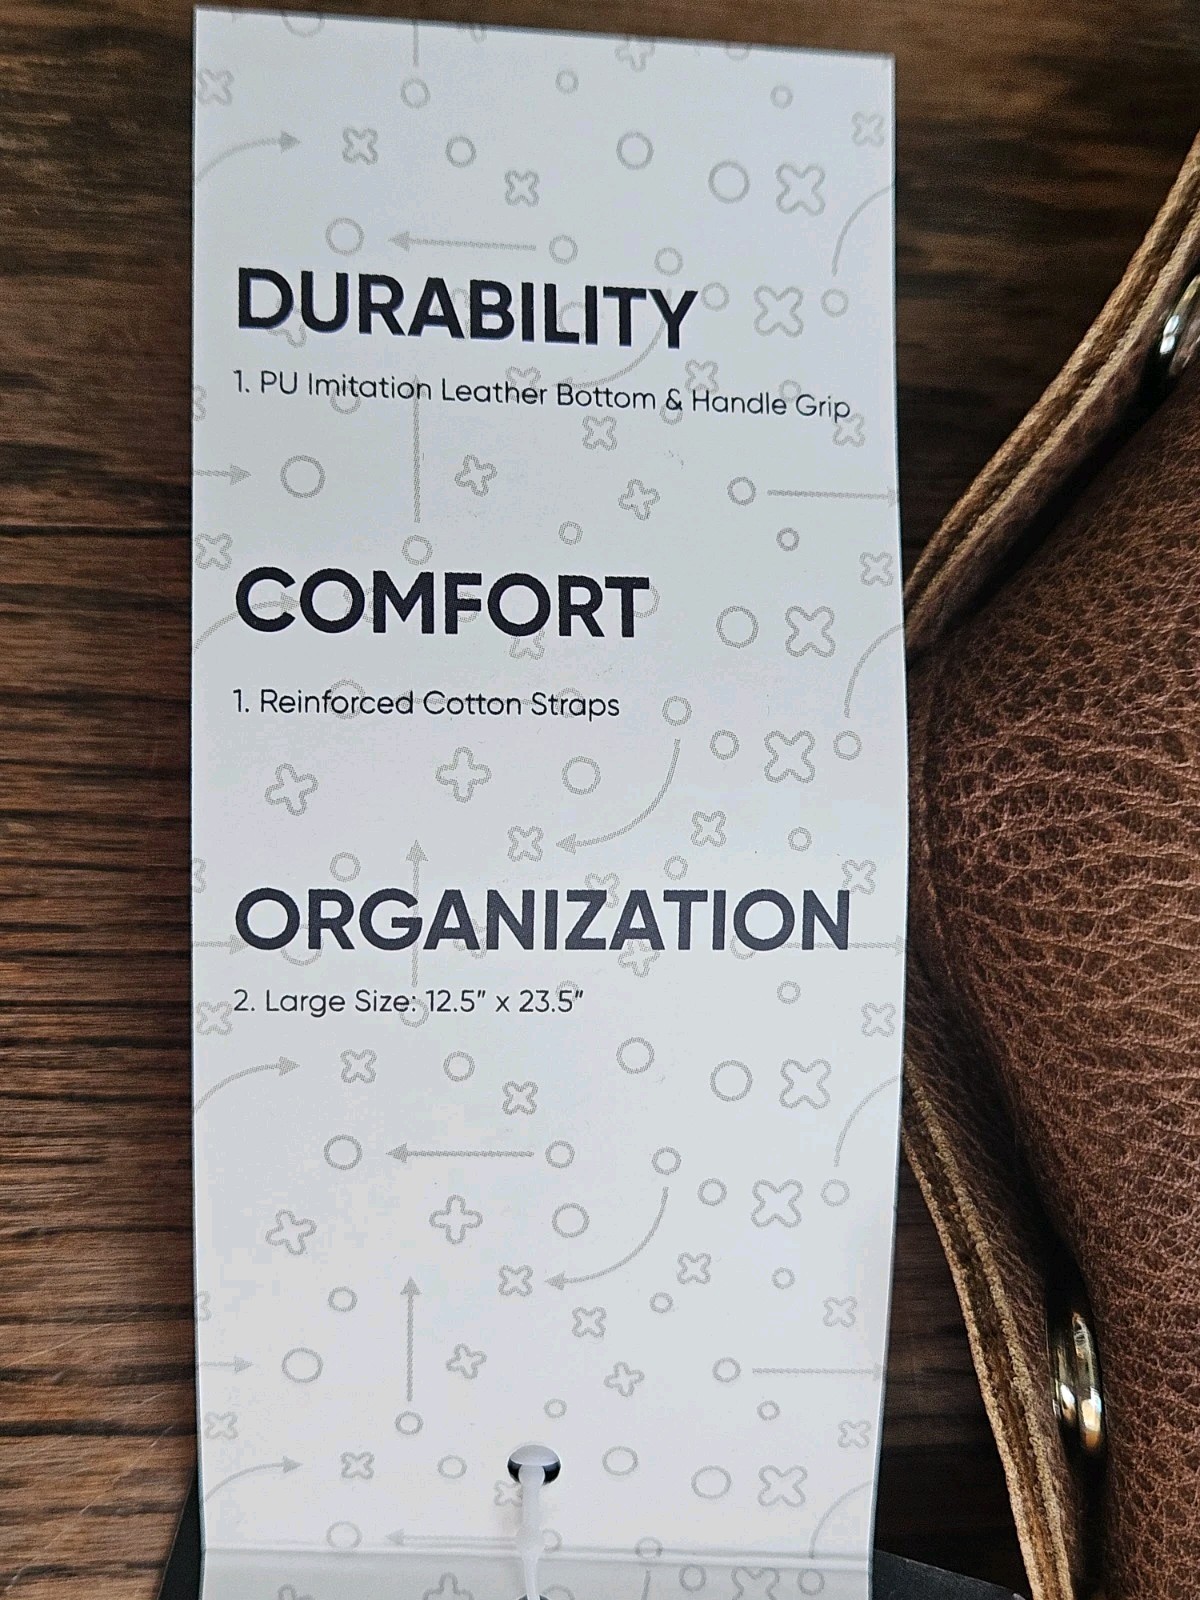 DURABILITY
1. PU Imitation Leather Bottom & Handle Grip
COMFORT
1. Reinforced Cotton Straps
ORGANIZATION
2. Large Size: 12.5” x 23.5”